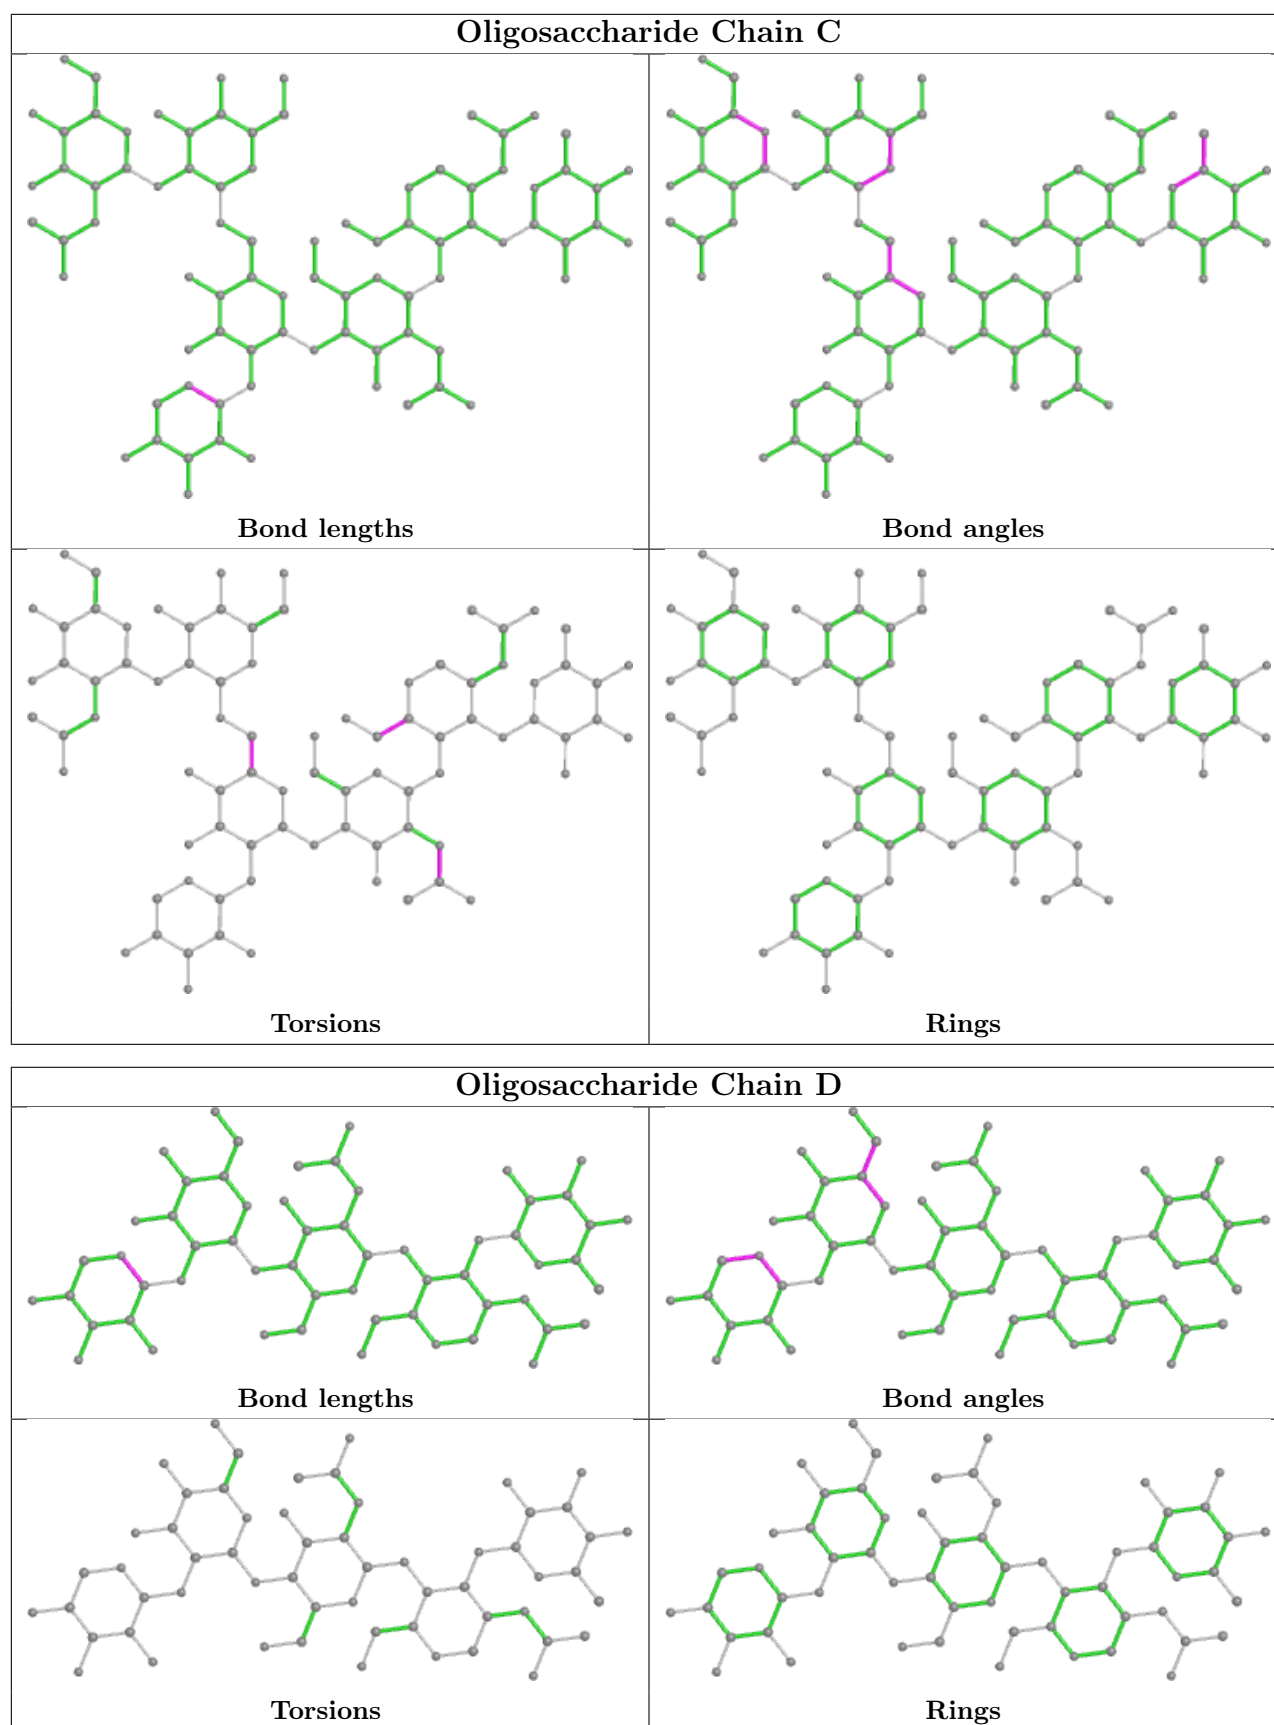 Oligosaccharide Chain C
Bond lengths
Bond angles
Torsions
Rings
Oligosaccharide Chain D
Bond lengths
Bond angles
Torsions
Rings